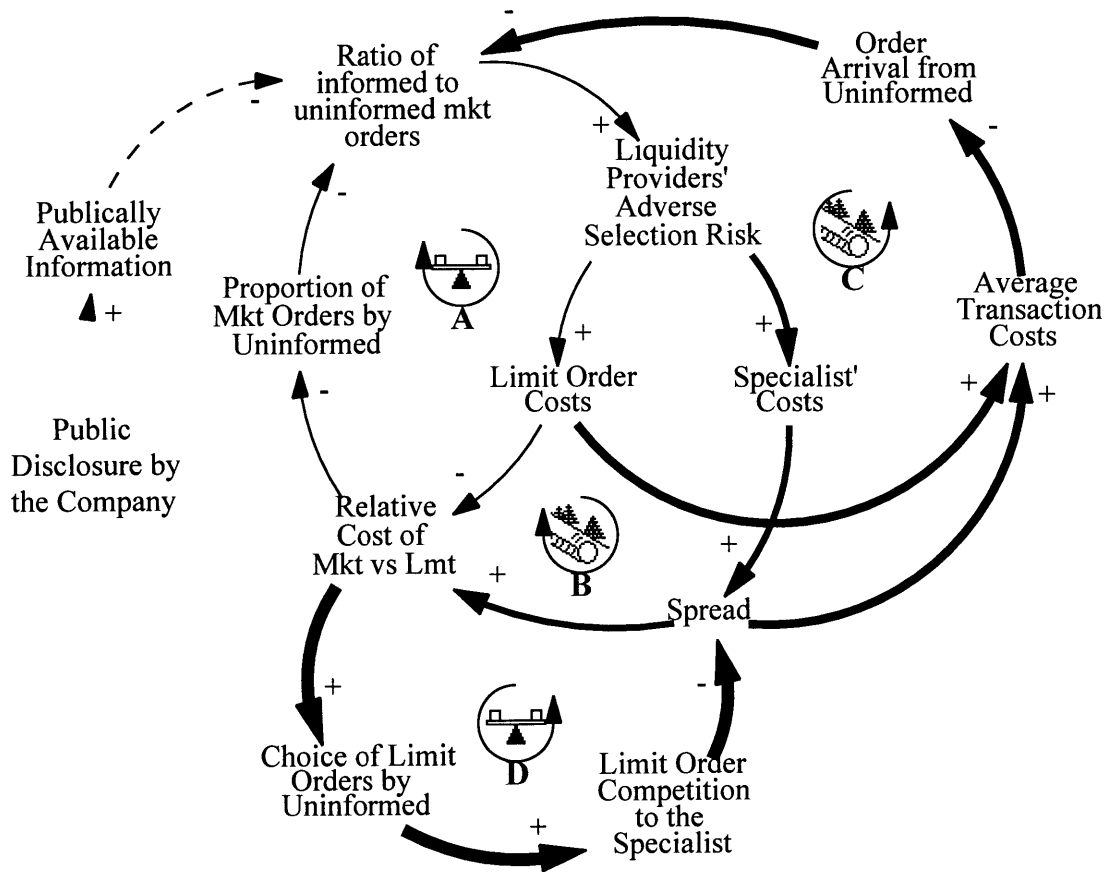 -
Ratio of
informed to
uninformed mkt
orders
Order
Arrival from
Uninformed
-
+
-
Liquidity
Providers'
Adverse
Selection Risk
Publically
Available
Information
-
C
Average
Transaction
Costs
Proportion of
Mkt Orders by
Uninformed
A
+
+
+
Limit Order
Costs
Specialist'
Costs
+
+
-
Public
Disclosure by
the Company
-
Relative
Cost of
Mkt vs Lmt
B
+
+
Spread
+
-
D
Choice of Limit
Orders by
Uninformed
Limit Order
Competition
to the
Specialist
+